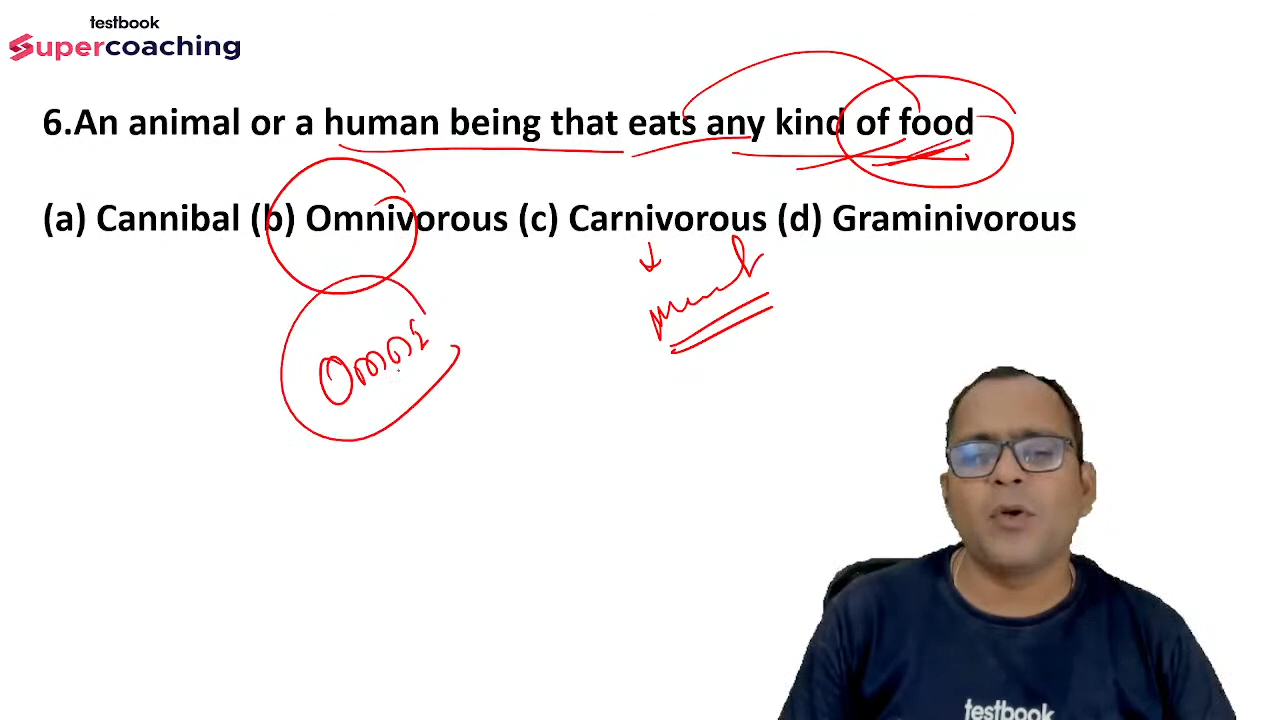 testbook
Supercoaching
6.An animal or a human being that eats any kind of food
(a) Cannibal (b) Omnivorous (c) Carnivorous (d) Graminivorous
testbook